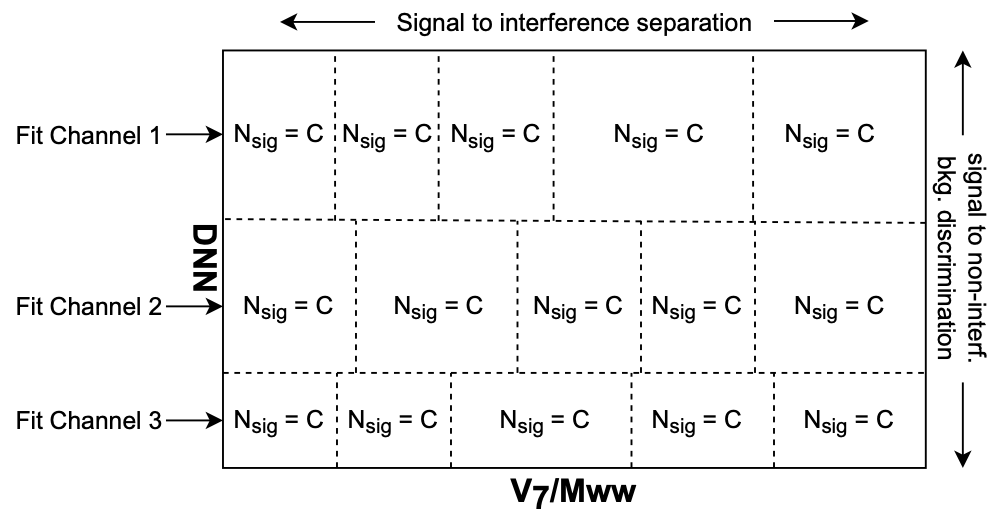 Signal to interference separation
Fit Channel 1
Nsig = C
Nsig = C
Nsig = C
Nsig = C
Nsig = C
DNN
Fit Channel 2
Nsig = C
Nsig = C
Nsig = C
Nsig = C
Nsig = C
Fit Channel 3
Nsig = C
Nsig = C
Nsig = C
Nsig = C
Nsig = C
signal to non-interf.
bkg. discrimination
V7/Mww